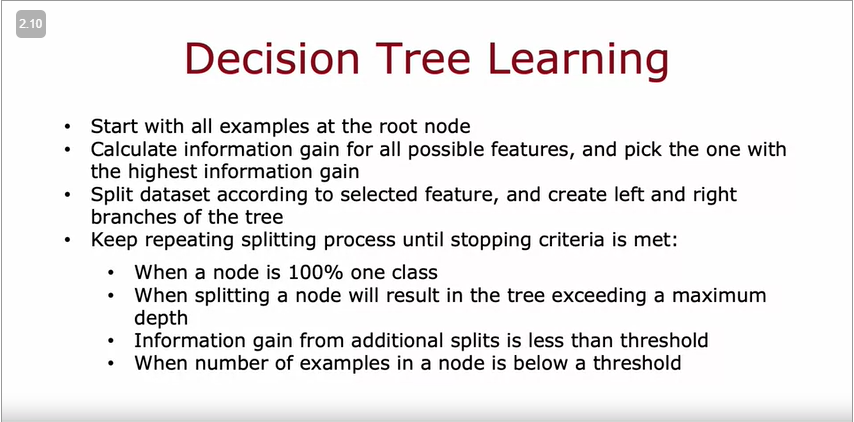 2.10
Decision Tree Learning
• Start with all examples at the root node
• Calculate information gain for all possible features, and pick the one with
the highest information gain
• Split dataset according to selected feature, and create left and right
branches of the tree
• Keep repeating splitting process until stopping criteria is met:
• When a node is 100% one class
• When splitting a node will result in the tree exceeding a maximum
depth
• Information gain from additional splits is less than threshold
• When number of examples in a node is below a threshold